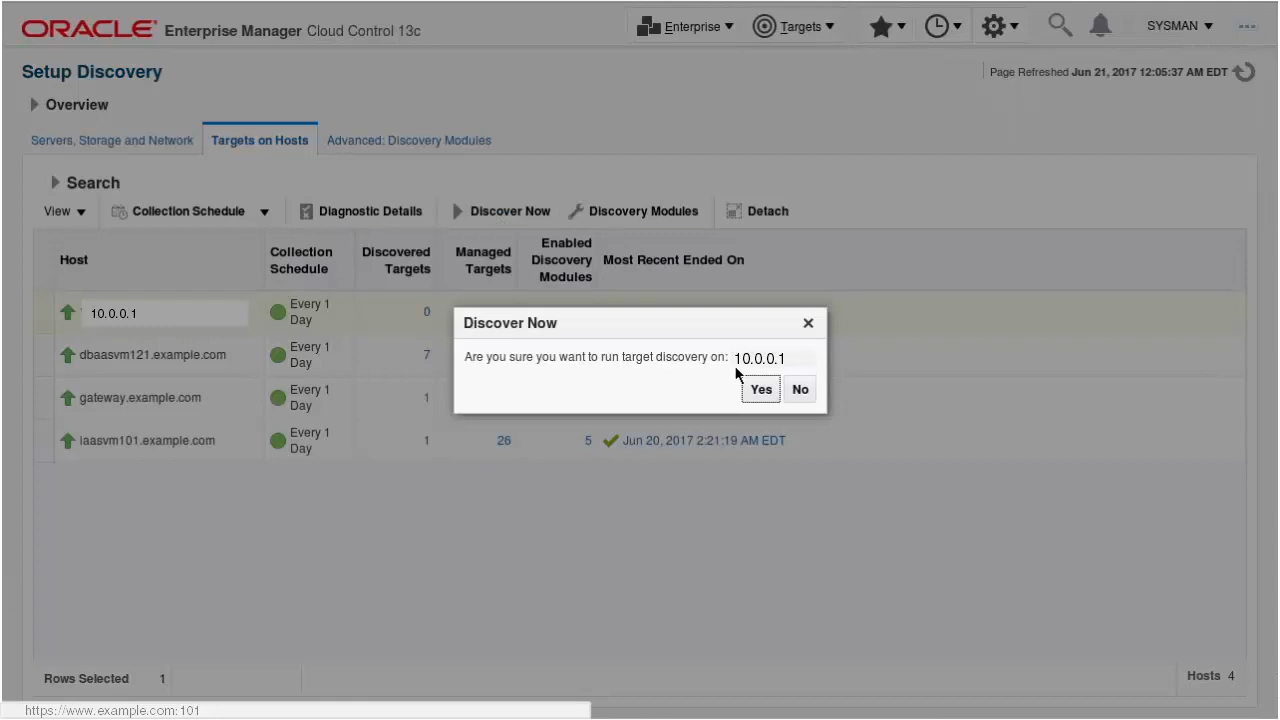 ORACLE Enterprise Manager Cloud Control 13c Enterprise Targets SYSMAN
Setup Discovery
Page Refreshed Jun 21, 2017 12:05:37 AM EDT
Overview
Servers, Storage and Network Targets on Hosts Advanced: Discovery Modules
Search
View Collection Schedule Diagnostic Details Discover Now Discovery Modules Detach
Host Collection Schedule Discovered Targets Managed Targets Enabled Discovery Modules Most Recent Ended On
10.0.0.1 Every 1 Day 0
dbaasvm121.example.com Every 1 Day 7
gateway.example.com Every 1 Day 1
iaasvm101.example.com Every 1 Day 1 26 5 Jun 20, 2017 2:21:19 AM EDT
Discover Now
Are you sure you want to run target discovery on: 10.0.0.1
Yes No
Rows Selected 1 Hosts 4
https://www.example.com:101